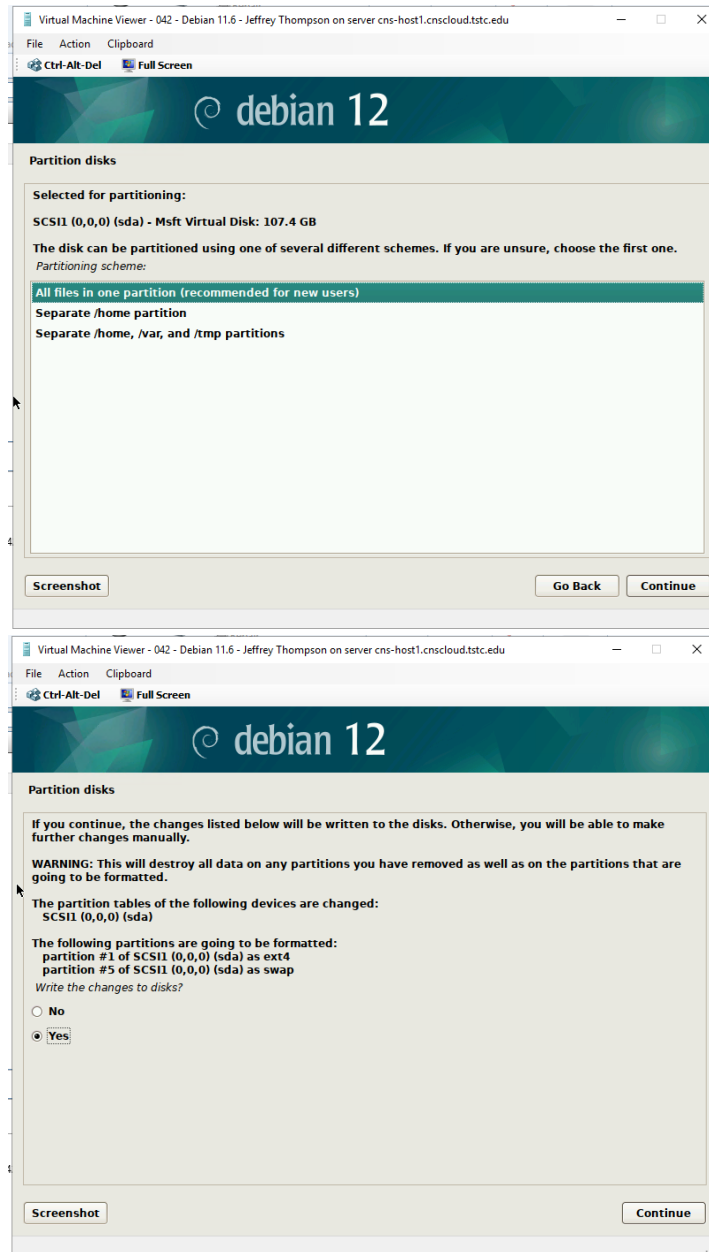 Virtual Machine Viewer - 042 - Debian 11.6 - Jeffrey Thompson on server cns-host1.cnscloud.tstc.edu
File Action Clipboard
Ctrl-Alt-Del Full Screen
debian 12
Partition disks
Selected for partitioning:
SCSI1 (0,0,0) (sda) - Msft Virtual Disk: 107.4 GB
The disk can be partitioned using one of several different schemes. If you are unsure, choose the first one.
Partitioning scheme:
All files in one partition (recommended for new users)
Separate /home partition
Separate /home, /var, and /tmp partitions
Screenshot Go Back Continue
Virtual Machine Viewer - 042 - Debian 11.6 - Jeffrey Thompson on server cns-host1.cnscloud.tstc.edu
File Action Clipboard
Ctrl-Alt-Del Full Screen
debian 12
Partition disks
If you continue, the changes listed below will be written to the disks. Otherwise, you will be able to make
further changes manually.
WARNING: This will destroy all data on any partitions you have removed as well as on the partitions that are
going to be formatted.
The partition tables of the following devices are changed:
SCSI1 (0,0,0) (sda)
The following partitions are going to be formatted:
partition #1 of SCSI1 (0,0,0) (sda) as ext4
partition #5 of SCSI1 (0,0,0) (sda) as swap
Write the changes to disks?
No
Yes
Screenshot Continue